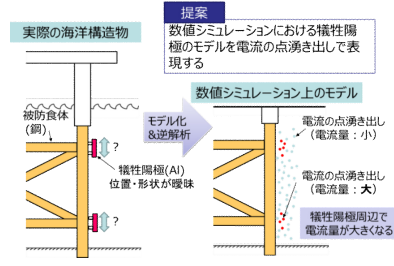 提案
実際の海洋構造物
数値シミュレーションにおける犠牲陽
極のモデルを電流の点湧き出しで表
現する
数値シミュレーション上のモデル
被防食体
(鋼)
モデル化
&逆解析
?
犠牲陽極(Al)
位置・形状が曖昧
?
電流の点湧き出し
(電流量:小)
電流の点湧き出し
(電流量:大)
犠牲陽極周辺で
電流量が大きくなる